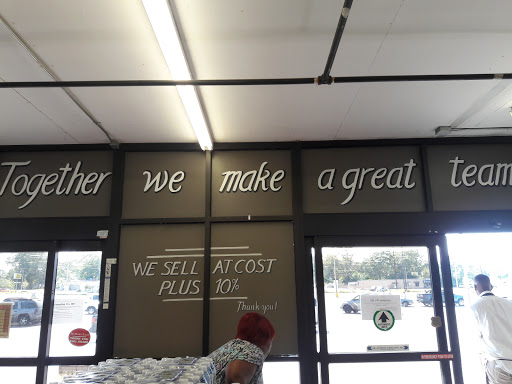 Together we make a great team
WE SELL AT COST
PLUS 10%
Thank you!